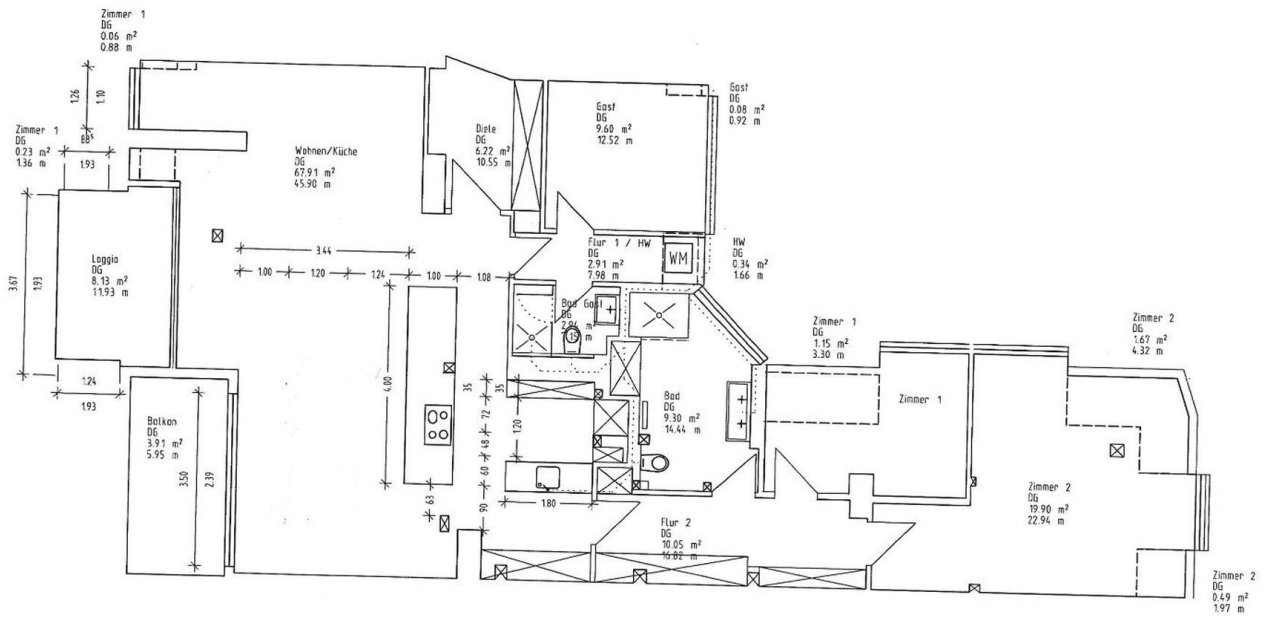 Zimmer 1
DG
0.06 m²
0.88 m
1.26
1.10
Zimmer 1
DG
0.23 m²
1.36 m
88⁵
1.93
Wohnen/Küche
DG
67.91 m²
45.90 m
Diele
DG
6.22 m²
10.55 m
Gast
DG
9.60 m²
12.52 m
Gast
DG
0.08 m²
0.92 m
3.67
1.93
Loggia
DG
8.13 m²
11.93 m
3.44
1.00
1.20
1.24
1.00
1.08
Flur 1 / HW
DG
2.91 m²
7.98 m
WM
HW
DG
0.34 m²
1.66 m
Bad Gast
DG
m²
m
Zimmer 1
DG
1.15 m²
3.30 m
Zimmer 2
DG
1.67 m²
4.32 m
1.24
1.93
4.00
35
35
72
1.20
48
60
63
90
1.80
Balkon
DG
3.91 m²
5.95 m
3.50
2.39
Bad
DG
9.30 m²
14.44 m
Zimmer 1
Zimmer 2
DG
19.90 m²
22.94 m
Flur 2
DG
10.05 m²
16.82 m
Zimmer 2
DG
0.49 m²
1.97 m